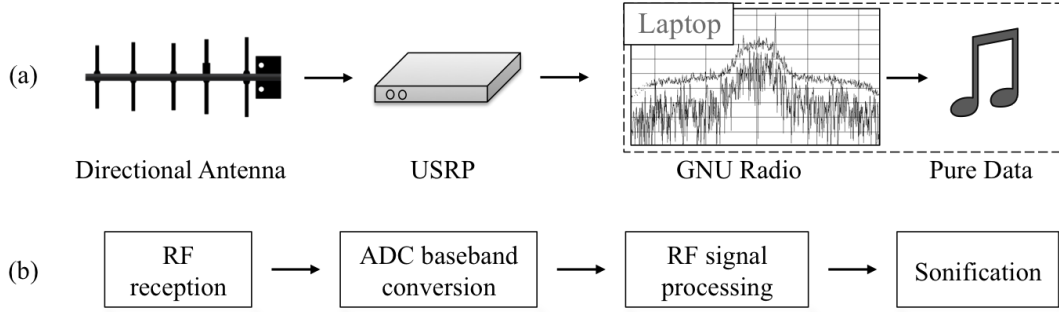 Laptop
(a)
Directional Antenna
USRP
GNU Radio
Pure Data
(b)
RF
reception
ADC baseband
conversion
RF signal
processing
Sonification